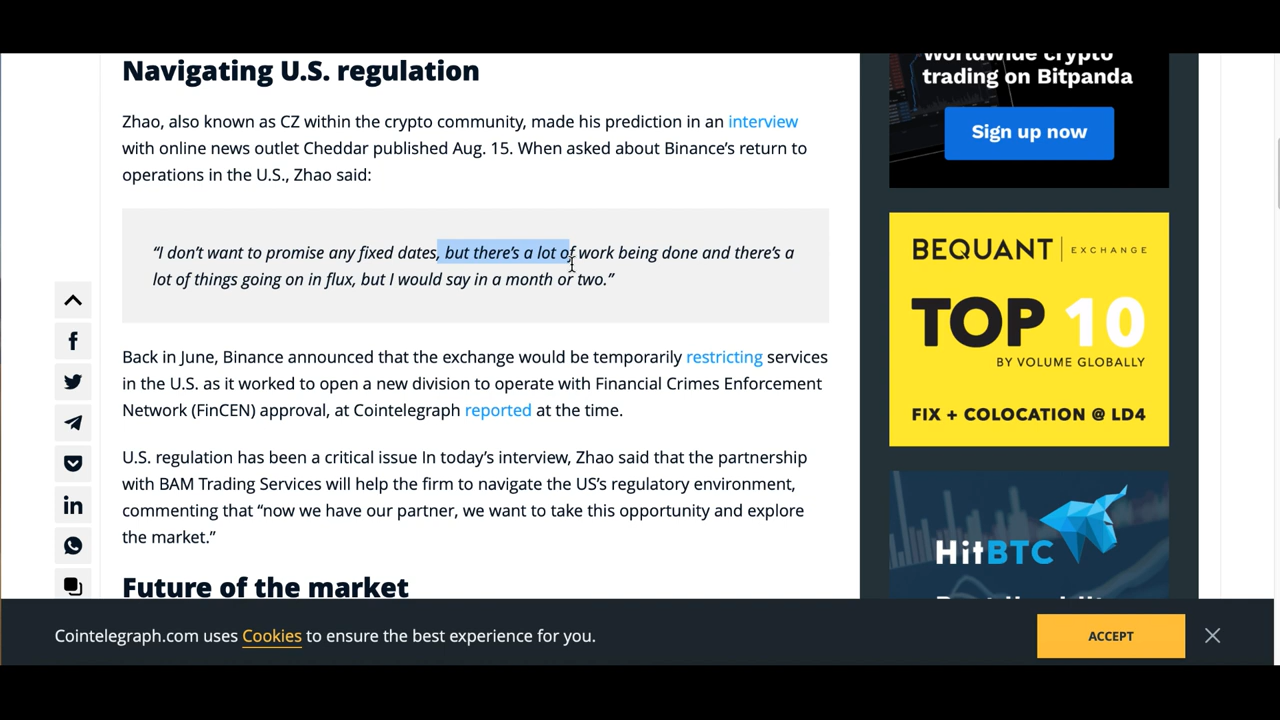 Navigating U.S. regulation
Zhao, also known as CZ within the crypto community, made his prediction in an interview
with online news outlet Cheddar published Aug. 15. When asked about Binance’s return to
operations in the U.S., Zhao said:
“I don’t want to promise any fixed dates, but there’s a lot of work being done and there’s a
lot of things going on in flux, but I would say in a month or two.”
Back in June, Binance announced that the exchange would be temporarily restricting services
in the U.S. as it worked to open a new division to operate with Financial Crimes Enforcement
Network (FinCEN) approval, at Cointelegraph reported at the time.
U.S. regulation has been a critical issue In today’s interview, Zhao said that the partnership
with BAM Trading Services will help the firm to navigate the US’s regulatory environment,
commenting that “now we have our partner, we want to take this opportunity and explore
the market.”
Future of the market
worldwide crypto
trading on Bitpanda
Sign up now
BEQUANT | EXCHANGE
TOP 10
BY VOLUME GLOBALLY
FIX + COLOCATION @ LD4
HitBTC
Cointelegraph.com uses Cookies to ensure the best experience for you.
ACCEPT